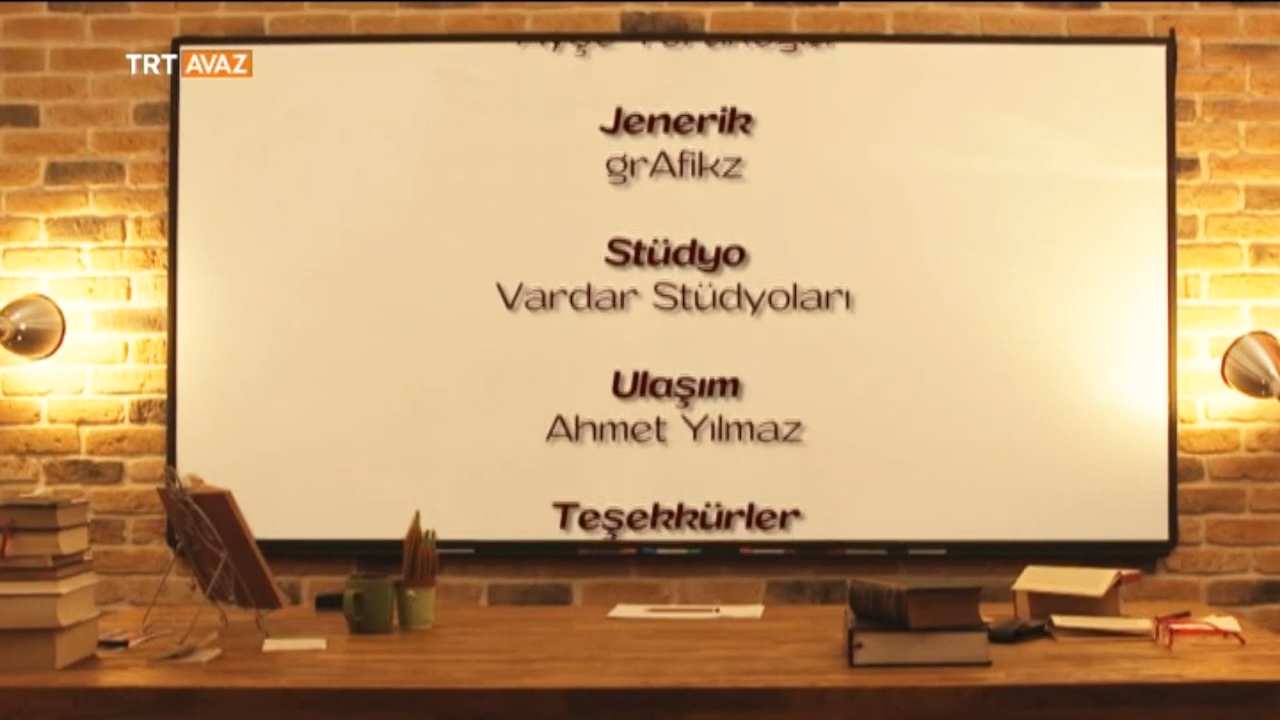 TRT AVAZ
Jenerik
grAfikz
Stüdyo
Vardar Stüdyoları
Ulaşım
Ahmet Yılmaz
Teşekkürler